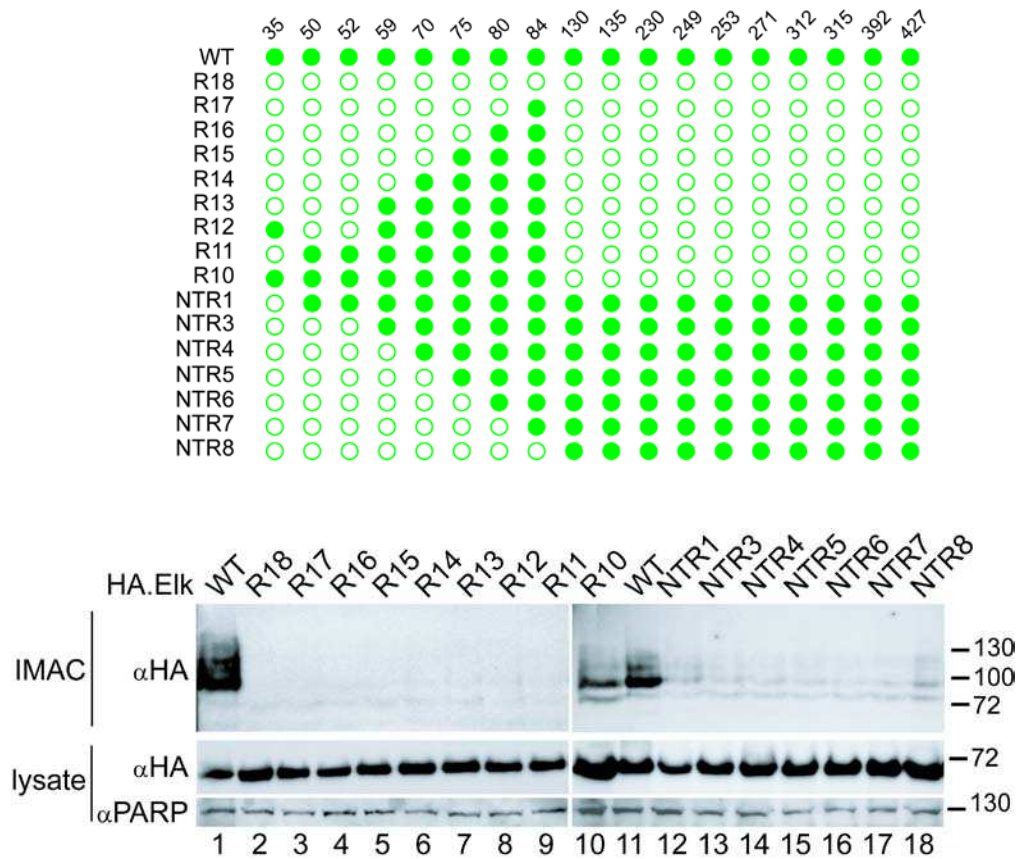 35 50 52 59 70 75 80 84 130 135 230 249 253 271 312 315 392 427
WT
R18
R17
R16
R15
R14
R13
R12
R11
R10
NTR1
NTR3
NTR4
NTR5
NTR6
NTR7
NTR8
HA.Elk WT R18 R17 R16 R15 R14 R13 R12 R11 R10 WT NTR1 NTR3 NTR4 NTR5 NTR6 NTR7 NTR8
IMAC αHA
130
100
72
lysate αHA 72
αPARP 130
1 2 3 4 5 6 7 8 9 10 11 12 13 14 15 16 17 18